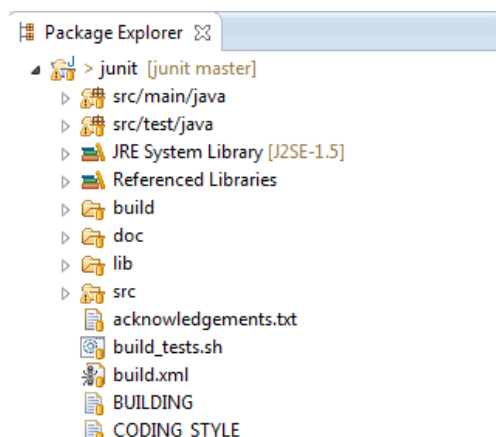 Package Explorer
> junit [junit master]
src/main/java
src/test/java
JRE System Library [J2SE-1.5]
Referenced Libraries
build
doc
lib
src
acknowledgements.txt
build_tests.sh
build.xml
BUILDING
CODING_STYLE